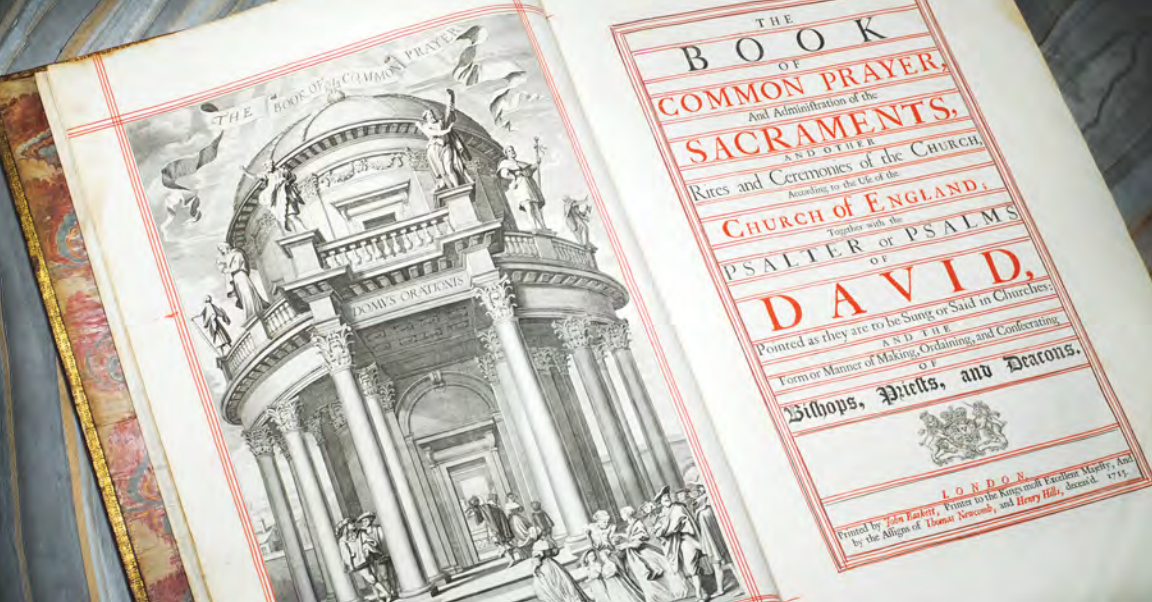 THE BOOK OF COMMON PRAYER
DOMVS ORATIONIS
THE
BOOK
OF
COMMON PRAYER,
And Adminiſtration of the
SACRAMENTS,
AND OTHER
Rites and Ceremonies of the CHURCH,
According to the Uſe of the
CHURCH of ENGLAND;
Together with the
PSALTER or PSALMS
OF
DAVID,
Pointed as they are to be Sung or Said in Churches:
AND THE
Form or Manner of Making, Ordaining, and Conſecrating
OF
Biſhops, Prieſts, and Deacons.
LONDON,
Printed by John Baskett, Printer to the Kings moſt Excellent Majeſty, And
by the Aſſigns of Thomas Newcomb, and Henry Hills, deceas'd. 1715.